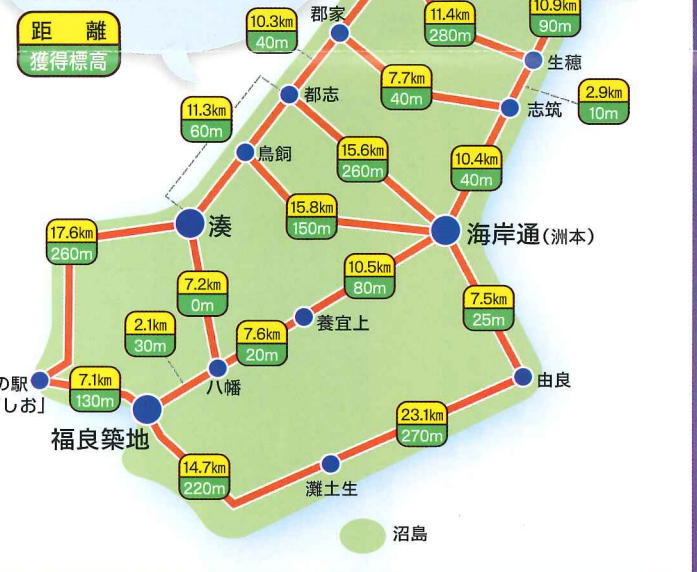 距離
獲得標高
10.3km
40m
郡家
11.4km
280m
10.9km
90m
生穂
7.7km
40m
2.9km
10m
都志
志筑
11.3km
60m
鳥飼
15.6km
260m
10.4km
40m
15.8km
150m
湊
海岸通(洲本)
17.6km
260m
10.5km
80m
7.2km
0m
7.5km
25m
2.1km
30m
7.6km
20m
養宜上
の駅
しお」
7.1km
130m
八幡
由良
福良築地
23.1km
270m
14.7km
220m
灘土生
沼島